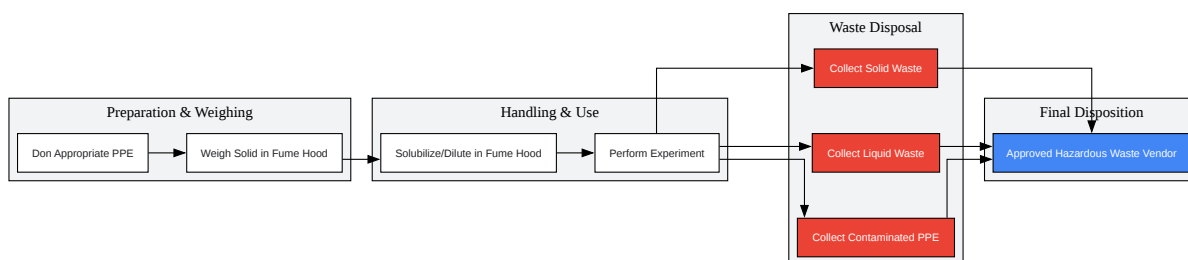 Preparation & Weighing
Don Appropriate PPE
Weigh Solid in Fume Hood
Handling & Use
Solubilize/Dilute in Fume Hood
Perform Experiment
Waste Disposal
Collect Solid Waste
Collect Liquid Waste
Collect Contaminated PPE
Final Disposition
Approved Hazardous Waste Vendor